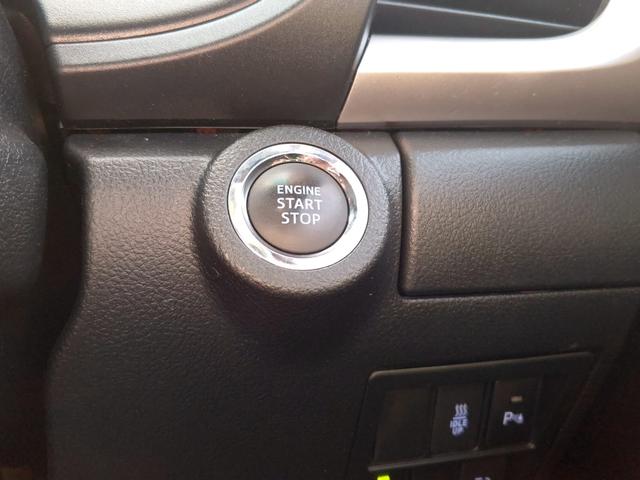 ENGINE
START
STOP
IDLE
UP
P